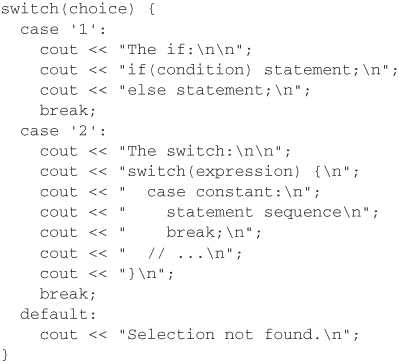 switch(choice) {
  case '1':
    cout << "The if:\n\n";
    cout << "if(condition) statement;\n";
    cout << "else statement;\n";
    break;
  case '2':
    cout << "The switch:\n\n";
    cout << "switch(expression) {\n";
    cout << "  case constant:\n";
    cout << "    statement sequence\n";
    cout << "    break;\n";
    cout << "  // ...\n";
    cout << "}\n";
    break;
  default:
    cout << "Selection not found.\n";
}